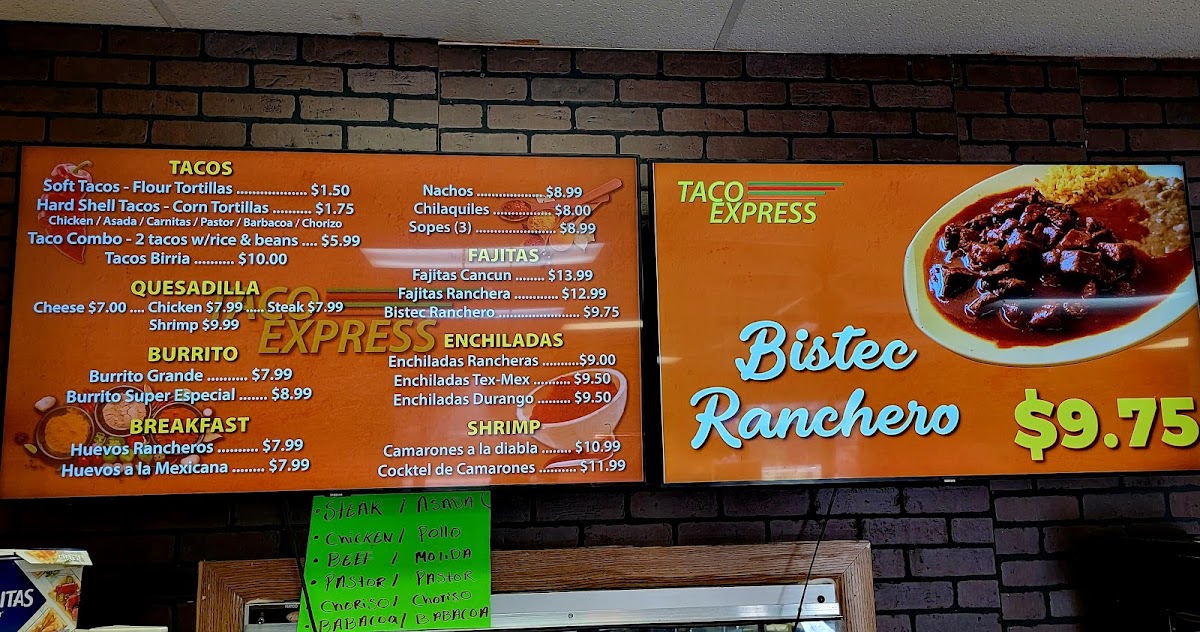 TACOS
Soft Tacos - Flour Tortillas .................. $1.50
Hard Shell Tacos - Corn Tortillas .......... $1.75
Chicken / Asada / Carnitas / Pastor / Barbacoa / Chorizo
Taco Combo - 2 tacos w/rice & beans .... $5.99
Tacos Birria .......... $10.00
QUESADILLA
Cheese $7.00 .... Chicken $7.99 ..... Steak $7.99
Shrimp $9.99
BURRITO
Burrito Grande .......... $7.99
Burrito Super Especial ....... $8.99
BREAKFAST
Huevos Rancheros .......... $7.99
Huevos a la Mexicana ........ $7.99
TACO
EXPRESS
Nachos .................$8.99
Chilaquiles ................. $8.00
Sopes (3) .................... $8.99
FAJITAS
Fajitas Cancun ........ $13.99
Fajitas Ranchera ............ $12.99
Bistec Ranchero .................... $9.75
ENCHILADAS
Enchiladas Rancheras ..........$9.00
Enchiladas Tex-Mex ......... $9.50
Enchiladas Durango ......... $9.50
SHRIMP
Camarones a la diabla ........ $10.99
Cocktel de Camarones ..........$11.99
TACO
EXPRESS
Bistec
Ranchero
$9.75
• STEAK / ASADA
• CHICKEN / Pollo
• BEEF / MOLIDA
• PASTOR / PASTOR
CHORISO / CHORISO
• BABACOA / BABACOA
ITAS